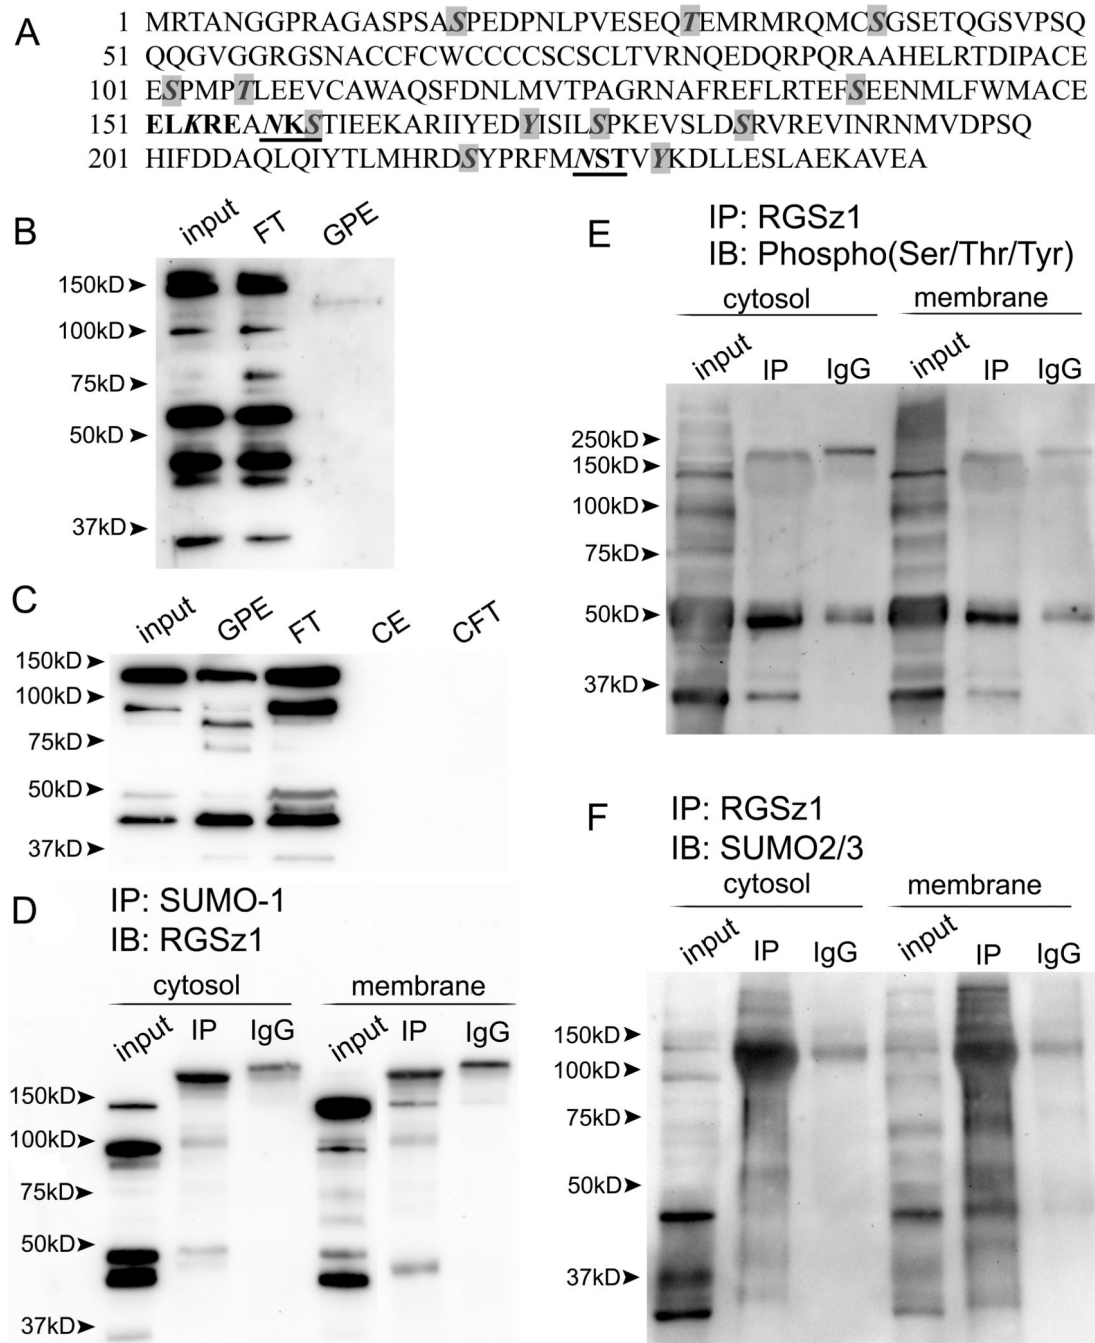 A
1 MRTANGGPRAGASPSASPEDPNLPVESEQTEMRMRQMCSGSETQGSVPSQ
51 QQGVGGRGSNACCFCWCCCCSCSCLTVRNQEDQRPQRAAHELRTDIPACE
101 ESPMPTLEEVCAWAQSFDNLMVTPAGRNAFREFLRTEFSEENMLFWMACE
151 ELKREANKSTIEEKARIIYEDYISILSPKEVSLDSRVREVINRNMVDPSQ
201 HIFDDAQLQIYTLMHRDSYPRFMNSTVYKDLLESLAEKAVEA
B
input FT GPE
150kD
100kD
75kD
50kD
37kD
C
input GPE FT CE CFT
150kD
100kD
75kD
50kD
37kD
D
IP: SUMO-1
IB: RGSz1
cytosol membrane
input IP IgG input IP IgG
150kD
100kD
75kD
50kD
37kD
E
IP: RGSz1
IB: Phospho(Ser/Thr/Tyr)
cytosol membrane
input IP IgG input IP IgG
250kD
150kD
100kD
75kD
50kD
37kD
F
IP: RGSz1
IB: SUMO2/3
cytosol membrane
input IP IgG input IP IgG
150kD
100kD
75kD
50kD
37kD